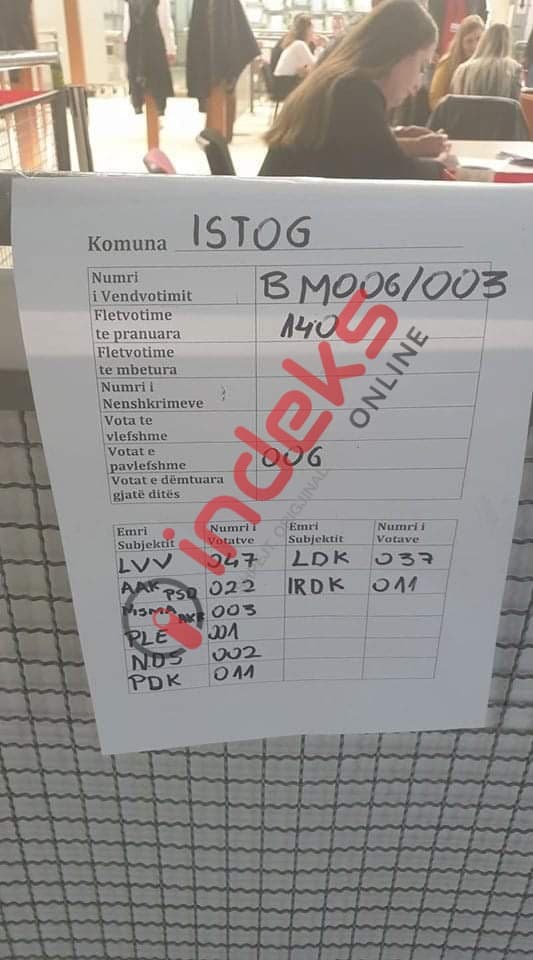 Komuna ISTOG
Numri
i Vendvotimit BM006/003
Fletvotime
te pranuara 140
Fletvotime
te mbetura
Numri i
Nenshkrimeve
Vota te
vlefshme
Votat e
pavlefshme 006
Votat e dëmtuara
gjatë ditës
indeks
ONLINE
Emri Subjektit Numri i Votatve Emri Subjektit Numri i Votave
LVV 047 LDK 037
AAK PSD 022 IRDK 011
NISMA AKR 003
PLE 001
NDS 002
PDK 011